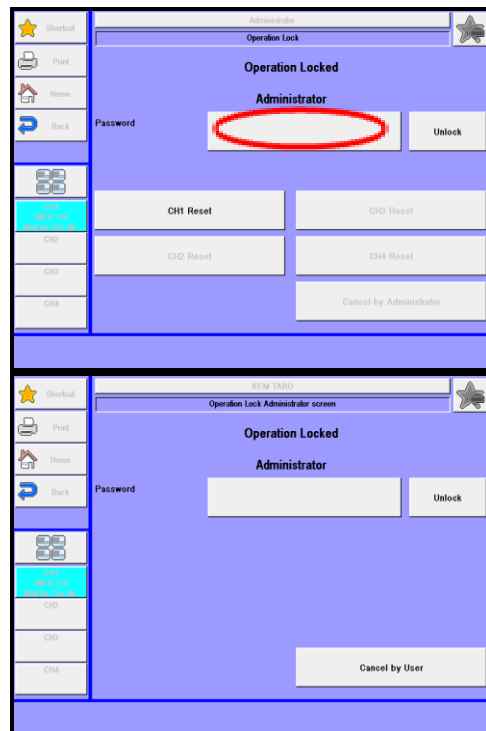 Shortcut
Administrator
Operation Lock
Print
Operation Locked
Home
Administrator
Back
Password
Unlock
CH1
CH1 Reset
CH3 Reset
CH2
CH2 Reset
CH4 Reset
CH3
CH4
Cancel by Administrator
Shortcut
KEM TARO
Operation Lock Administrator screen
Print
Operation Locked
Home
Administrator
Back
Password
Unlock
CH1
CH2
CH3
CH4
Cancel by User